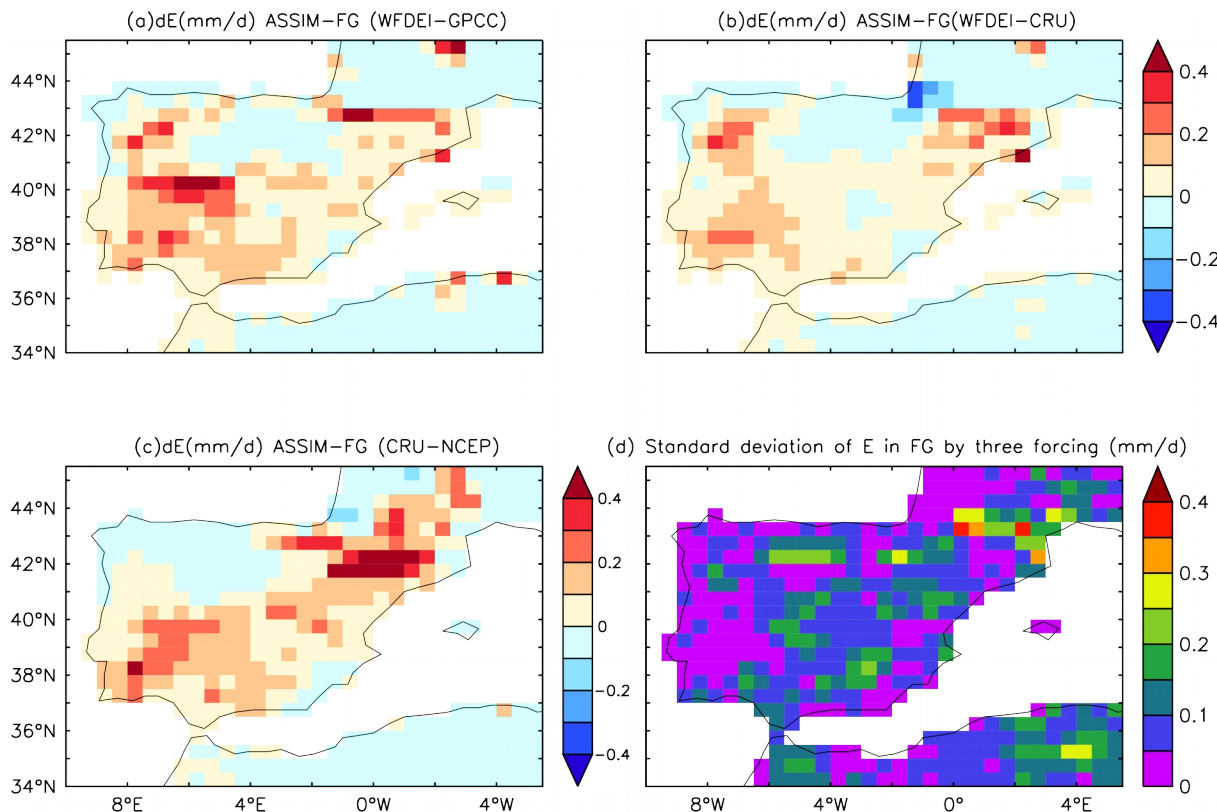 (a)dE(mm/d) ASSIM-FG (WFDEI-GPCC)
(b)dE(mm/d) ASSIM-FG(WFDEI-CRU)
44°N
42°N
40°N
38°N
36°N
34°N
0.4
0.2
0
-0.2
-0.4
(c)dE(mm/d) ASSIM-FG (CRU-NCEP)
(d) Standard deviation of E in FG by three forcing (mm/d)
44°N
42°N
40°N
38°N
36°N
34°N
0.4
0.2
0
-0.2
-0.4
0.4
0.3
0.2
0.1
0
8°E
4°E
0°W
4°W
8°W
4°W
0°E
4°E